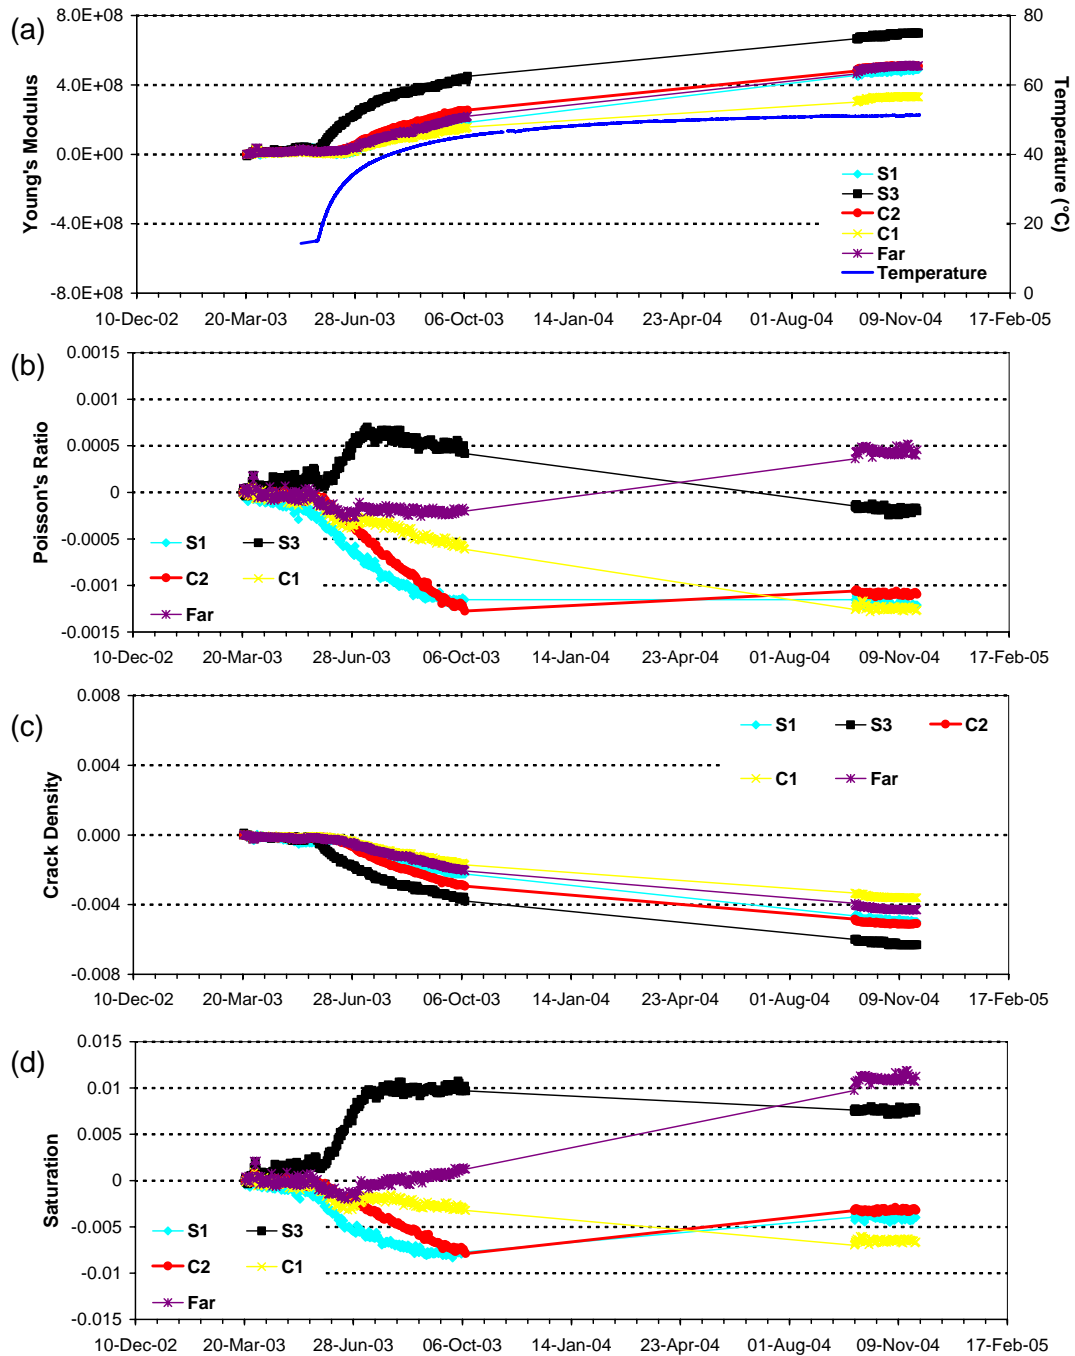 (a)
8.0E+08
4.0E+08
0.0E+00
-4.0E+08
-8.0E+08
Young's Modulus
80
60
40
20
0
Temperature (°C)
S1
S3
C2
C1
Far
Temperature
10-Dec-02 20-Mar-03 28-Jun-03 06-Oct-03 14-Jan-04 23-Apr-04 01-Aug-04 09-Nov-04 17-Feb-05
(b)
0.0015
0.001
0.0005
0
-0.0005
-0.001
-0.0015
Poisson's Ratio
S1 S3
C2 C1
Far
10-Dec-02 20-Mar-03 28-Jun-03 06-Oct-03 14-Jan-04 23-Apr-04 01-Aug-04 09-Nov-04 17-Feb-05
(c)
0.008
0.004
0.000
-0.004
-0.008
Crack Density
S1 S3 C2
C1 Far
10-Dec-02 20-Mar-03 28-Jun-03 06-Oct-03 14-Jan-04 23-Apr-04 01-Aug-04 09-Nov-04 17-Feb-05
(d)
0.015
0.01
0.005
0
-0.005
-0.01
-0.015
Saturation
S1 S3
C2 C1
Far
10-Dec-02 20-Mar-03 28-Jun-03 06-Oct-03 14-Jan-04 23-Apr-04 01-Aug-04 09-Nov-04 17-Feb-05